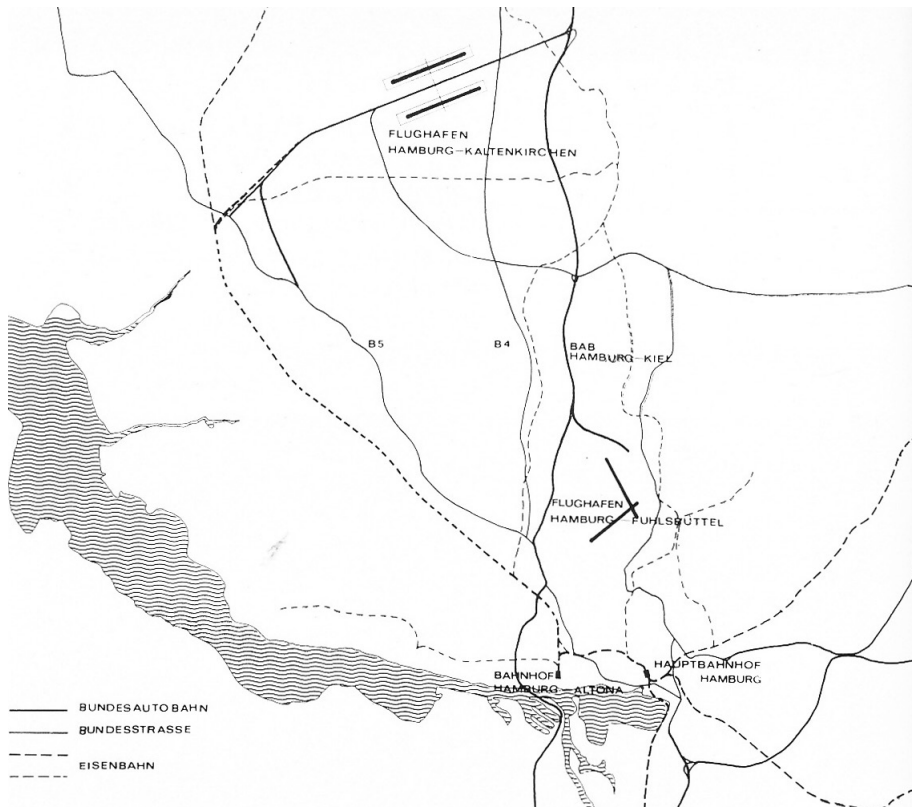 FLUGHAFEN
HAMBURG-KALTENKIRCHEN
B5
B4
BAB
HAMBURG-KIEL
FLUGHAFEN
HAMBURG-FUHLSBÜTTEL
BAHNHOF
HAMBURG-ALTONA
HAUPTBAHNHOF
HAMBURG
BUNDESAUTOBAHN
BUNDESSTRASSE
EISENBAHN